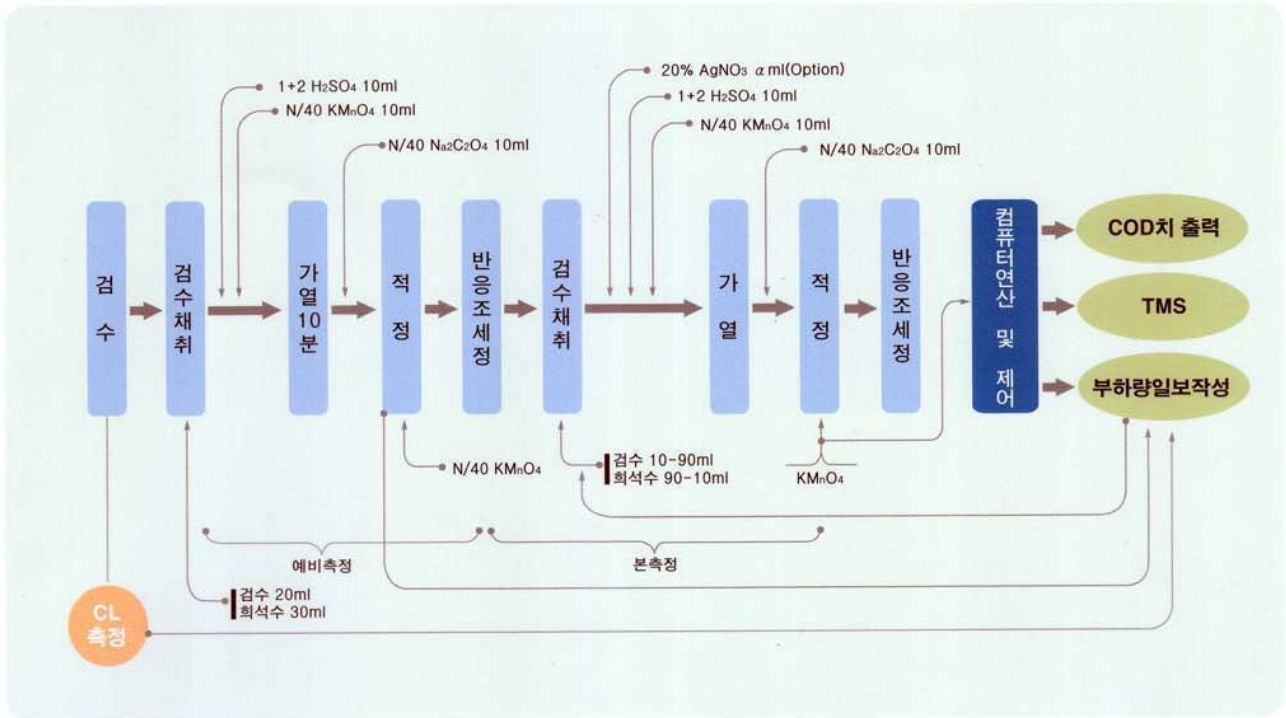 20% AgNO₃ αml(Option)
1+2 H₂SO₄ 10ml
1+2 H₂SO₄ 10ml
N/40 KMnO₄ 10ml
N/40 KMnO₄ 10ml
N/40 Na₂C₂O₄ 10ml
N/40 Na₂C₂O₄ 10ml
검수
검수채취
가열10분
적정
반응조세정
검수채취
가열
적정
반응조세정
컴퓨터연산 및 제어
COD치 출력
TMS
부하량일보작성
N/40 KMnO₄
검수 10-90ml
희석수 90-10ml
KMnO₄
예비측정
본측정
검수 20ml
희석수 30ml
CL
측정